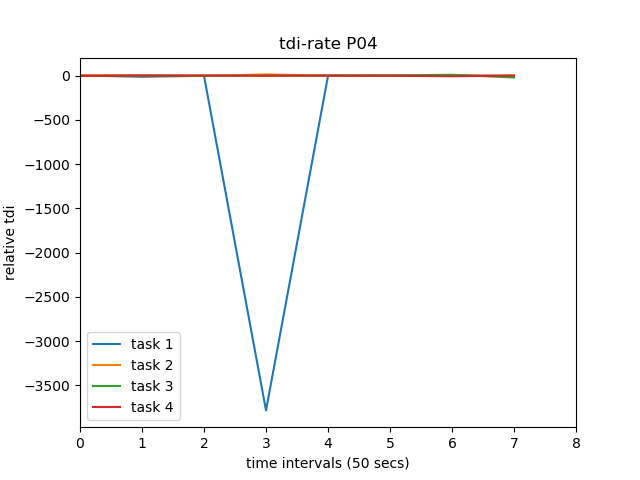 tdi-rate P04
relative tdi
0
−500
−1000
−1500
−2000
−2500
−3000
−3500
task 1
task 2
task 3
task 4
0 1 2 3 4 5 6 7 8
time intervals (50 secs)